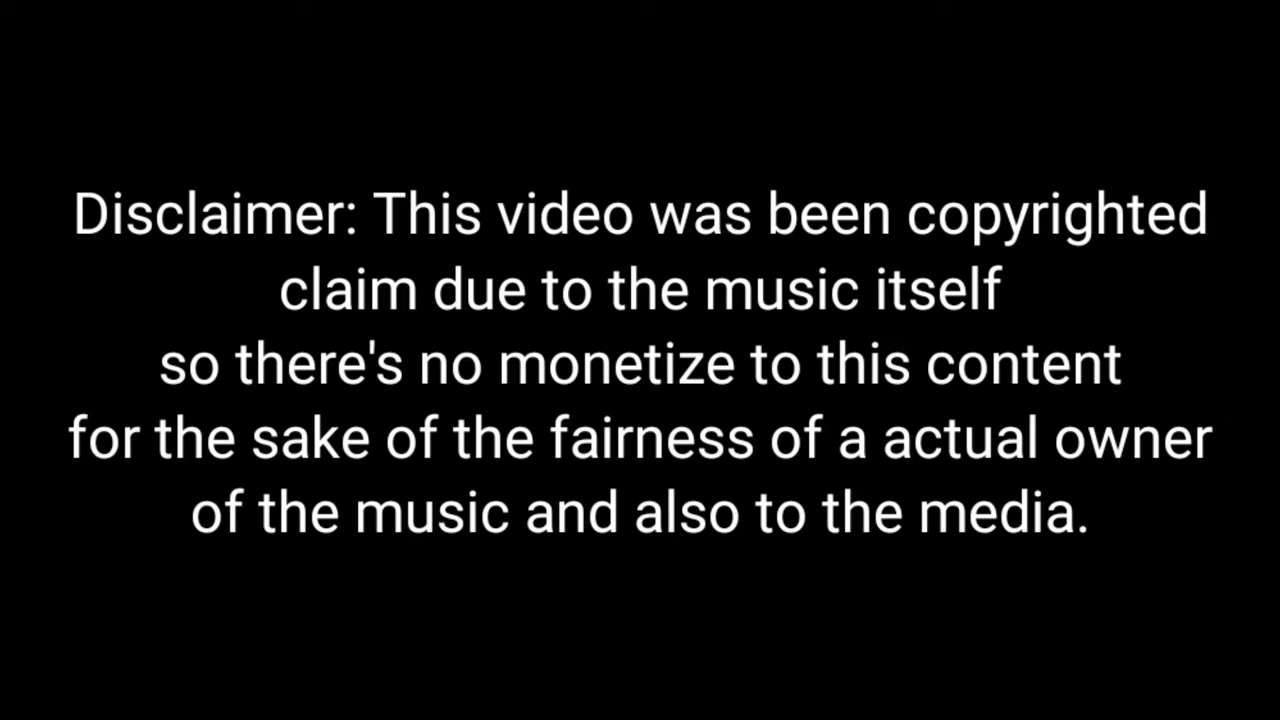 Disclaimer: This video was been copyrighted
claim due to the music itself
so there's no monetize to this content
for the sake of the fairness of a actual owner
of the music and also to the media.